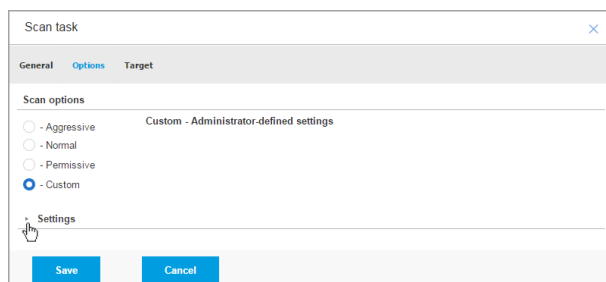 Scan task
General Options Target
Scan options
- Aggressive
Custom - Administrator-defined settings
- Normal
- Permissive
- Custom
Settings
Save Cancel